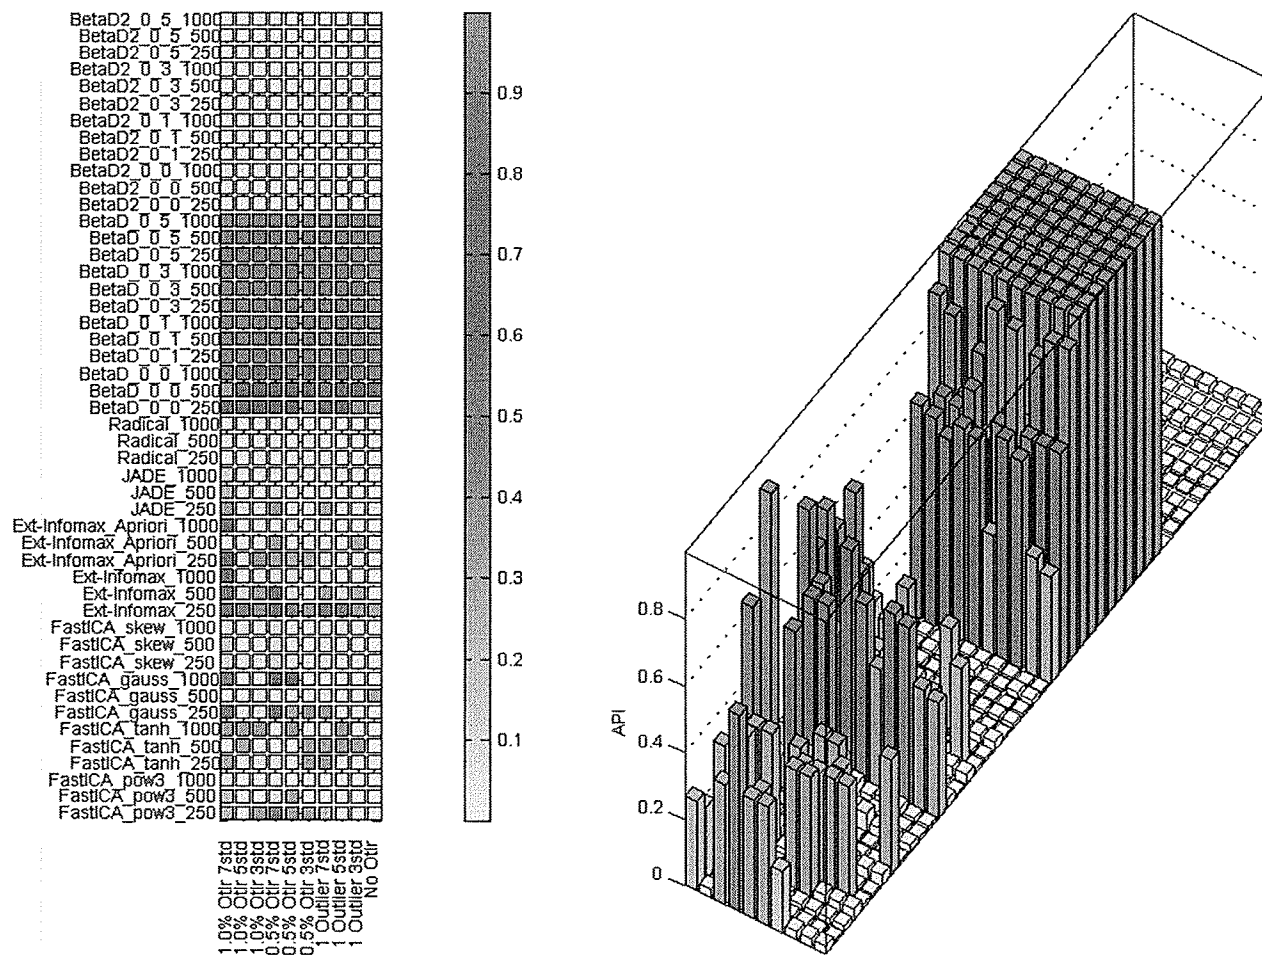 BetaD2_0_5_1000
BetaD2_0_5_500
BetaD2_0_5_250
BetaD2_0_3_1000
BetaD2_0_3_500
BetaD2_0_3_250
BetaD2_0_1_1000
BetaD2_0_1_500
BetaD2_0_1_250
BetaD2_0_0_1000
BetaD2_0_0_500
BetaD2_0_0_250
BetaD_0_5_1000
BetaD_0_5_500
BetaD_0_5_250
BetaD_0_3_1000
BetaD_0_3_500
BetaD_0_3_250
BetaD_0_1_1000
BetaD_0_1_500
BetaD_0_1_250
BetaD_0_0_1000
BetaD_0_0_500
BetaD_0_0_250
Radical_1000
Radical_500
Radical_250
JADE_1000
JADE_500
JADE_250
Ext-Infomax_Apriori_1000
Ext-Infomax_Apriori_500
Ext-Infomax_Apriori_250
Ext-Infomax_1000
Ext-Infomax_500
Ext-Infomax_250
FastICA_skew_1000
FastICA_skew_500
FastICA_skew_250
FastICA_gauss_1000
FastICA_gauss_500
FastICA_gauss_250
FastICA_tanh_1000
FastICA_tanh_500
FastICA_tanh_250
FastICA_pow3_1000
FastICA_pow3_500
FastICA_pow3_250
1.0% Otlr 7std
1.0% Otlr 5std
1.0% Otlr 3std
0.5% Otlr 7std
0.5% Otlr 5std
0.5% Otlr 3std
1 Outlier 7std
1 Outlier 5std
1 Outlier 3std
No Otlr
0.9
0.8
0.7
0.6
0.5
0.4
0.3
0.2
0.1
API
0.8
0.6
0.4
0.2
0